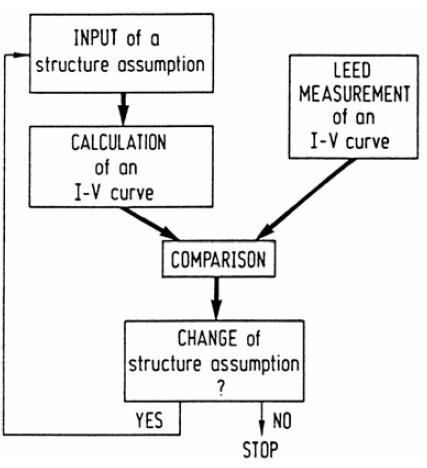 INPUT of a
structure assumption
LEED
MEASUREMENT
of an
I-V curve
CALCULATION
of an
I-V curve
COMPARISON
CHANGE of
structure assumption
?
YES
NO
STOP